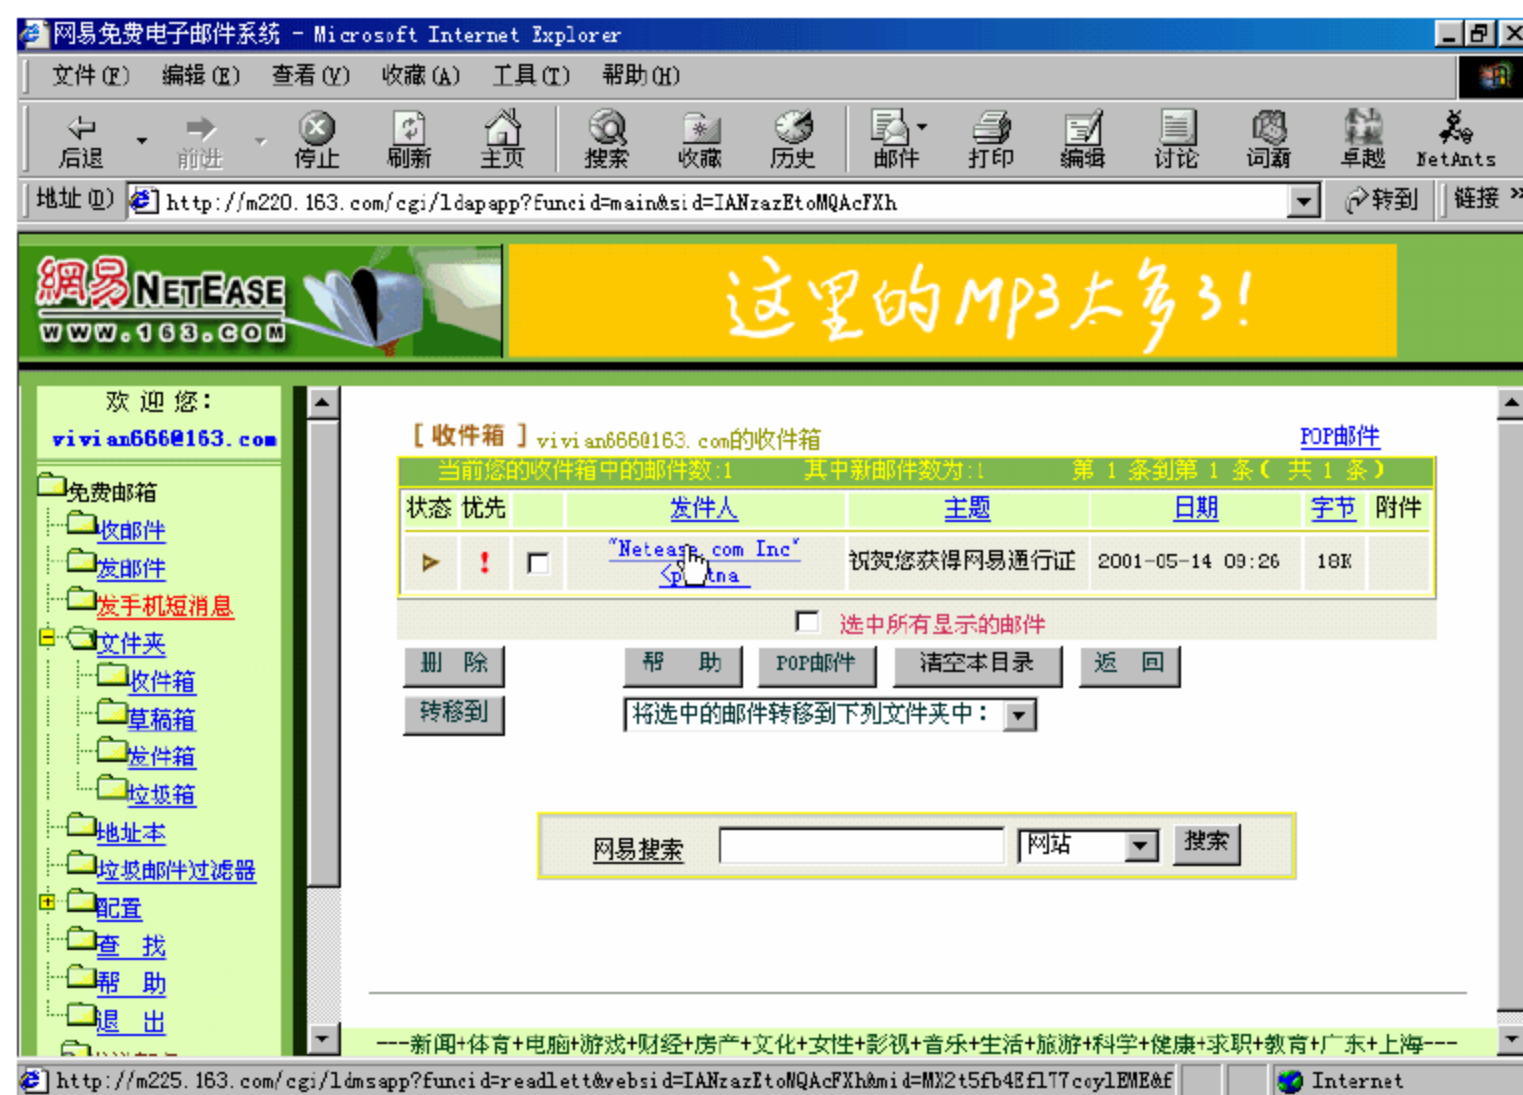 网易免费电子邮件系统 - Microsoft Internet Explorer
文件(F) 编辑(E) 查看(V) 收藏(A) 工具(T) 帮助(H)
后退 前进 停止 刷新 主页 搜索 收藏 历史 邮件 打印 编辑 讨论 词霸 卓越 NetAnts
地址(D) http://m220.163.com/cgi/ldapapp?funcid=main&sid=IANzazEtoMQAcFXh 转到 链接 »
網易 NETEASE
www.163.com
这里的MP3太多了!
欢迎您:
vivian666@163.com
免费邮箱
收邮件
发邮件
发手机短消息
文件夹
收件箱
草稿箱
发件箱
垃圾箱
地址本
垃圾邮件过滤器
配置
查 找
帮 助
退 出
[ 收件箱 ] vivian666@163.com的收件箱 POP邮件
当前您的收件箱中的邮件数:1 其中新邮件数为:1 第 1 条到第 1 条( 共 1 条 )
状态 优先 发件人 主题 日期 字节 附件
! "Netease.com Inc" 祝贺您获得网易通行证 2001-05-14 09:26 18K
选中所有显示的邮件
删 除 帮 助 POP邮件 清空本目录 返 回
转移到 将选中的邮件转移到下列文件夹中:
网易搜索 网站 搜索
---新闻+体育+电脑+游戏+财经+房产+文化+女性+影视+音乐+生活+旅游+科学+健康+求职+教育+广东+上海---
Internet